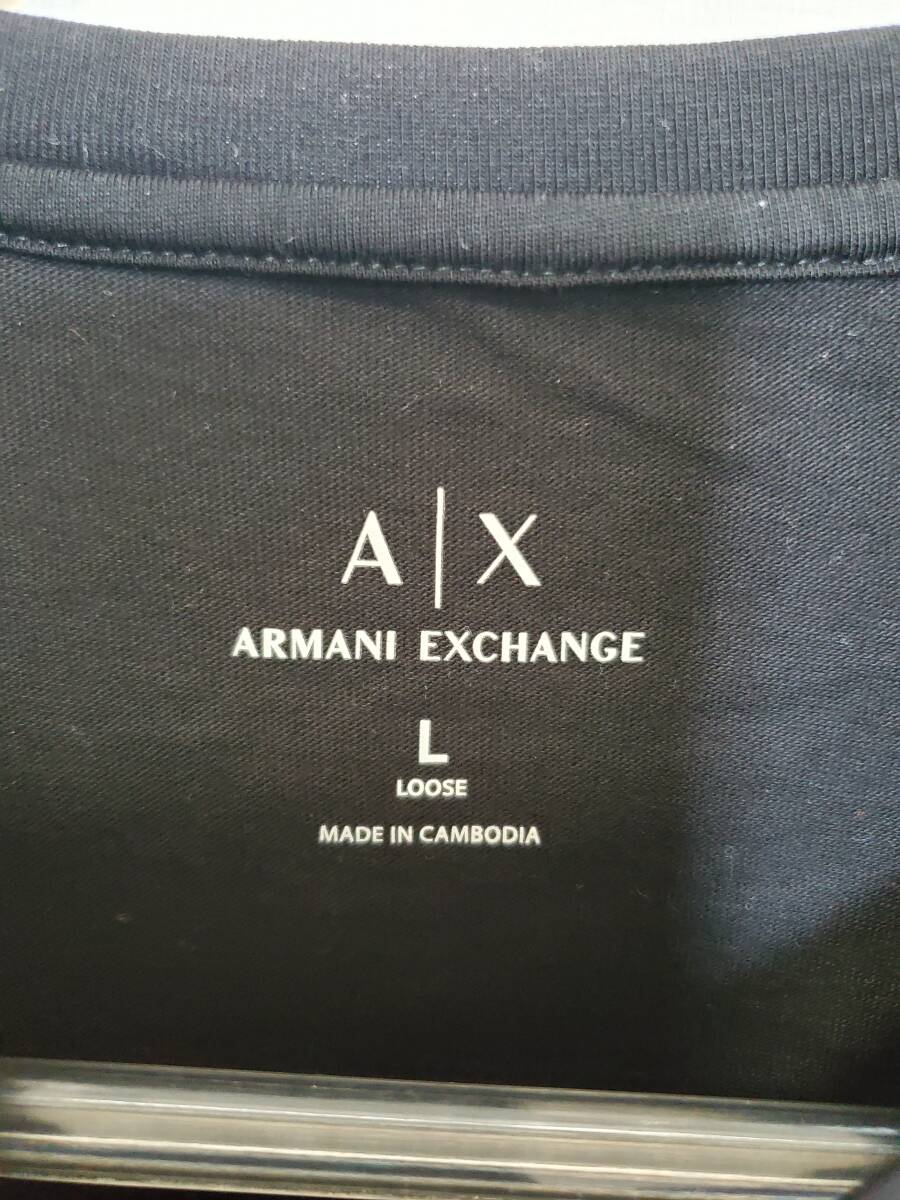 A|X
ARMANI EXCHANGE
L
LOOSE
MADE IN CAMBODIA